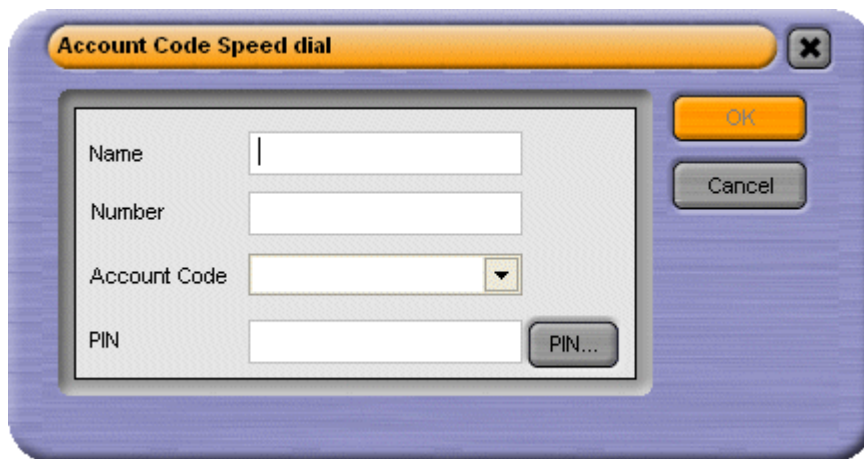 Account Code Speed dial
OK
Name
Cancel
Number
Account Code
PIN
PIN...